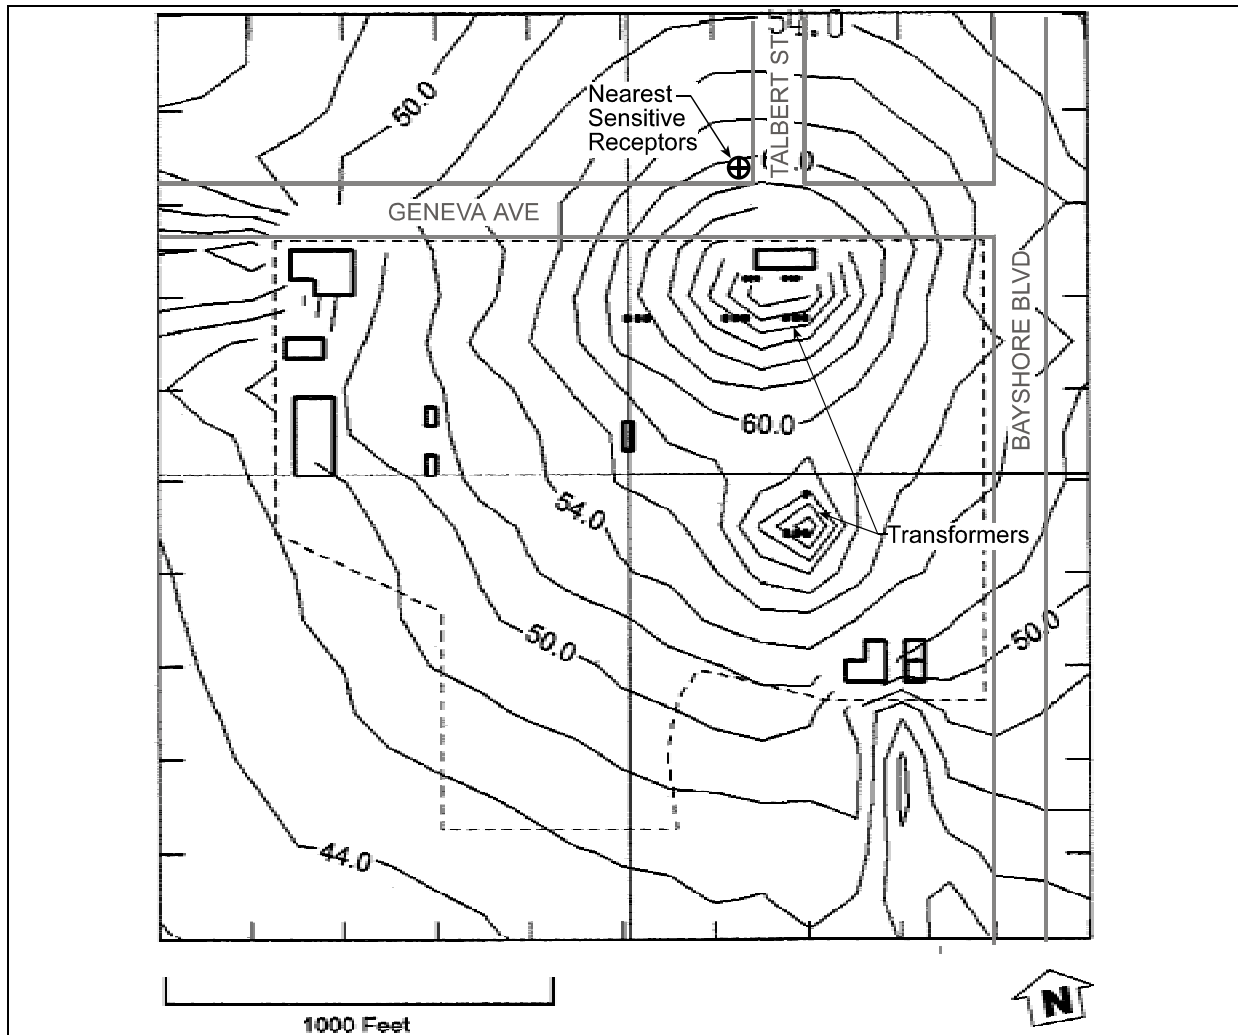 50.0
Nearest
Sensitive
Receptors
TALBERT ST
GENEVA AVE
BAYSHORE BLVD
60.0
54.0
Transformers
50.0
50.0
44.0
1000 Feet
N